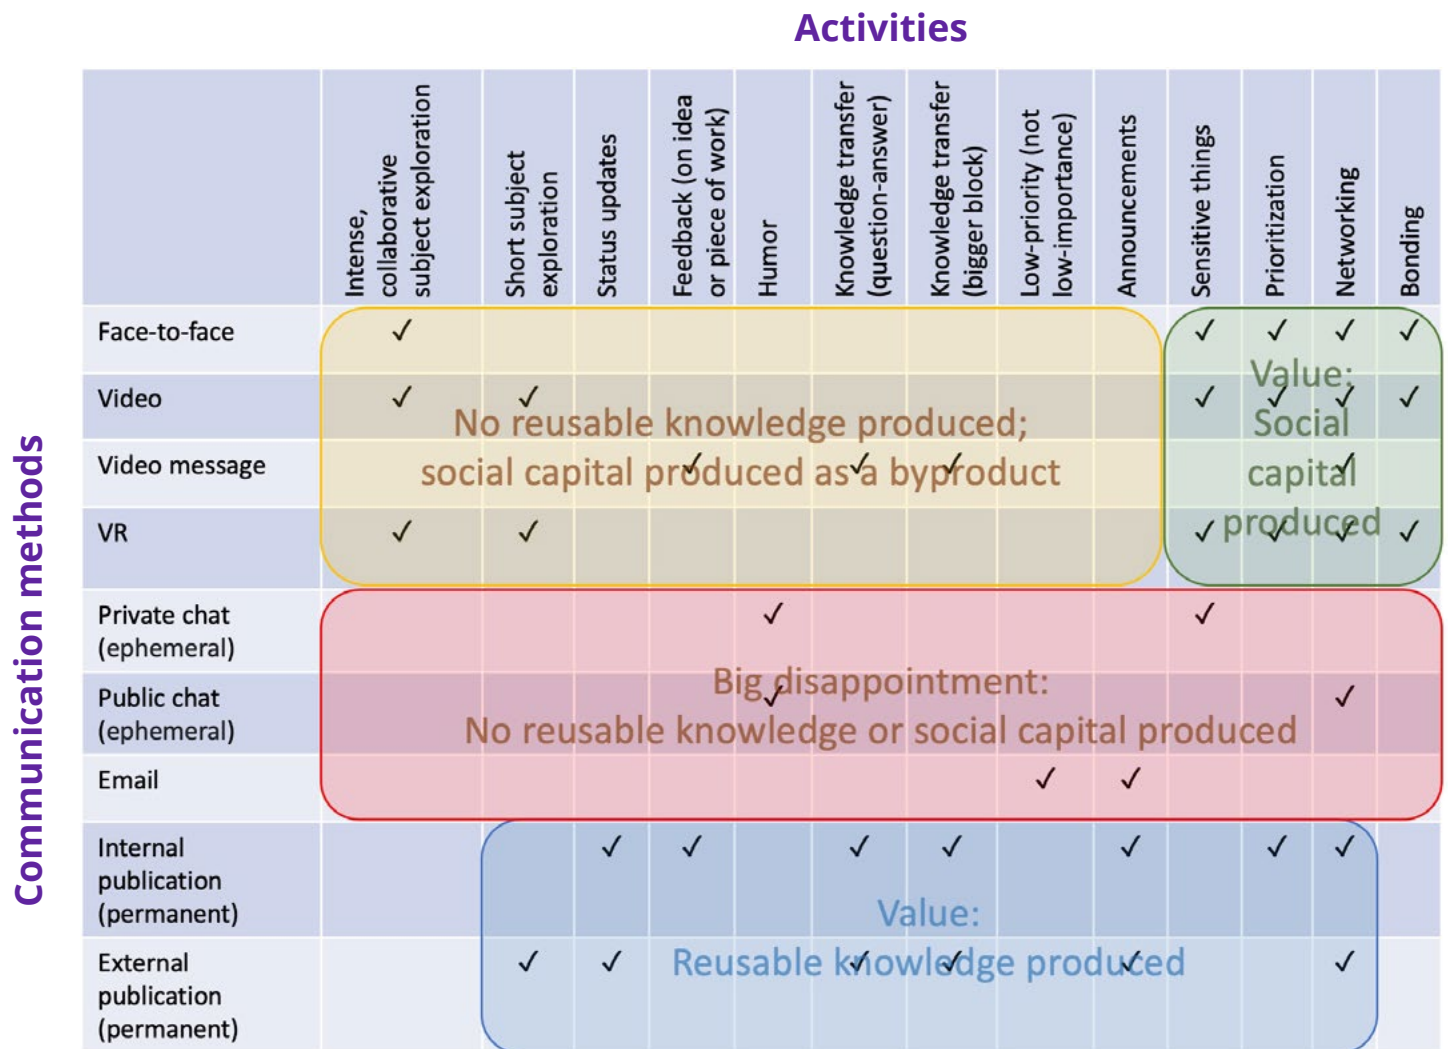 Activities
Communication methods
Intense,
collaborative
subject exploration
Short subject
exploration
Status updates
Feedback (on idea
or piece of work)
Humor
Knowledge transfer
(question-answer)
Knowledge transfer
(bigger block)
Low-priority (not
low-importance)
Announcements
Sensitive things
Prioritization
Networking
Bonding
Face-to-face
✓ ✓ ✓ ✓ ✓
Video
✓ ✓ ✓ ✓ ✓ ✓
Video message
✓ ✓ ✓ ✓
VR
✓ ✓ ✓ ✓ ✓ ✓
No reusable knowledge produced;
social capital produced as a byproduct
Value:
Social
capital
produced
Private chat
(ephemeral)
✓ ✓
Public chat
(ephemeral)
✓ ✓
Email
✓ ✓
Big disappointment:
No reusable knowledge or social capital produced
Internal
publication
(permanent)
✓ ✓ ✓ ✓ ✓ ✓ ✓
External
publication
(permanent)
✓ ✓ ✓ ✓ ✓ ✓
Value:
Reusable knowledge produced